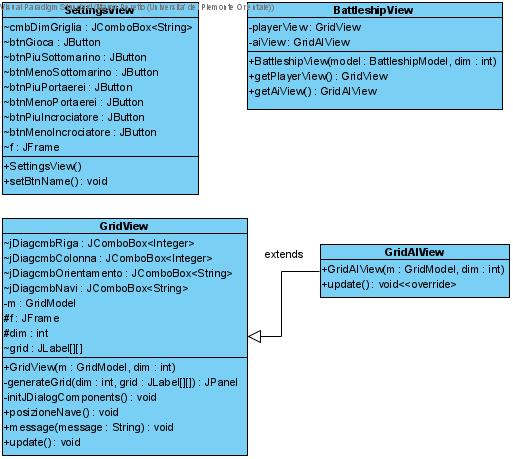 Visual Paradigm Standard (Università del Piemonte Orientale)
SettingsView
~cmbDimGriglia : JComboBox<String>
~btnGioca : JButton
~btnPiuSottomarino : JButton
~btnMenoSottomarino : JButton
~btnPiuPortaerei : JButton
~btnMenoPortaerei : JButton
~btnPiuIncrociatore : JButton
~btnMenoIncrociatore : JButton
~f : JFrame
+SettingsView()
+setBtnName() : void
BattleshipView
-playerView : GridView
-aiView : GridAIView
+BattleshipView(model : BattleshipModel, dim : int)
+getPlayerView() : GridView
+getAiView() : GridAIView
GridView
~jDiagcmbRiga : JComboBox<Integer>
~jDiagcmbColonna : JComboBox<Integer>
~jDiagcmbOrientamento : JComboBox<String>
~jDiagcmbNavi : JComboBox<String>
-m : GridModel
#f : JFrame
#dim : int
~grid : JLabel[][]
+GridView(m : GridModel, dim : int)
-generateGrid(dim : int, grid : JLabel[][]) : JPanel
-initJDialogComponents() : void
+posizioneNave() : void
+message(message : String) : void
+update() : void
extends
GridAIView
+GridAIView(m : GridModel, dim : int)
+update() : void<<override>